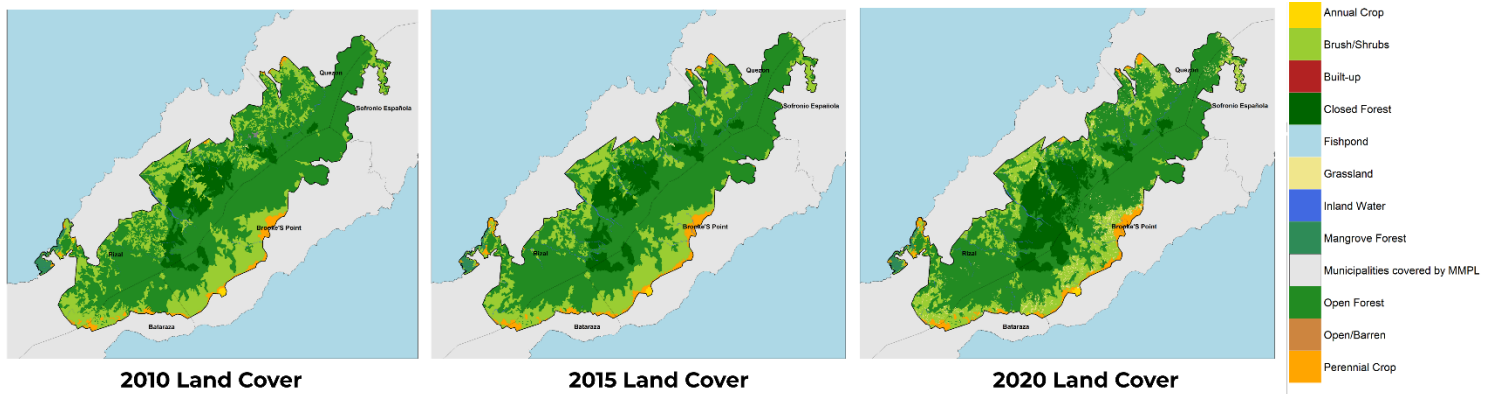 Quezon
Sofronio Española
Brooke'S Point
Rizal
Bataraza
2010 Land Cover
Quezon
Sofronio Española
Brooke'S Point
Rizal
Bataraza
2015 Land Cover
Quezon
Sofronio Española
Brooke'S Point
Rizal
Bataraza
2020 Land Cover
Annual Crop
Brush/Shrubs
Built-up
Closed Forest
Fishpond
Grassland
Inland Water
Mangrove Forest
Municipalities covered by MMPL
Open Forest
Open/Barren
Perennial Crop